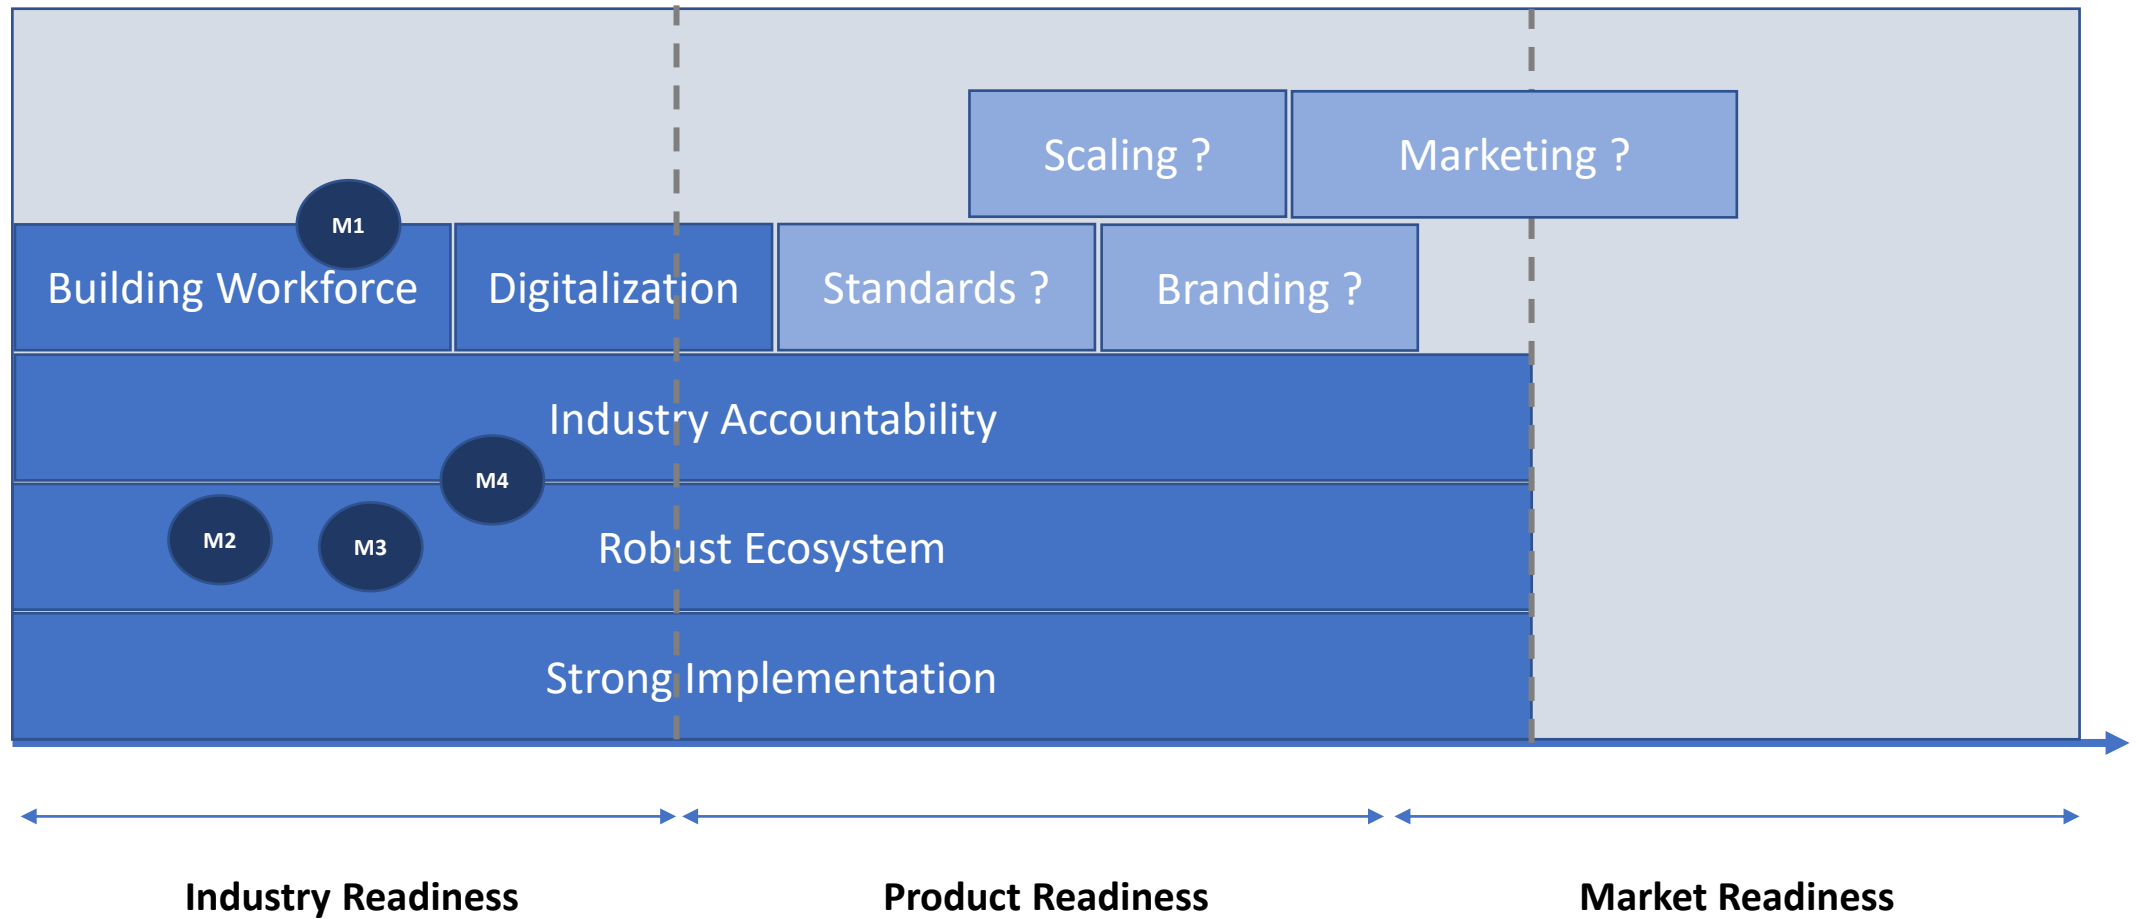 Scaling ?
Marketing ?
M1
Building Workforce
Digitalization
Standards ?
Branding ?
Industry Accountability
M4
M2
M3
Robust Ecosystem
Strong Implementation
Industry Readiness
Product Readiness
Market Readiness